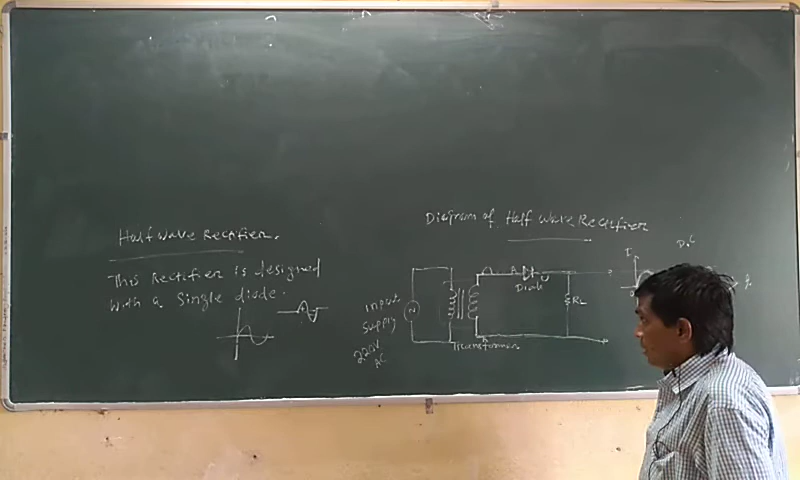 Half Wave Rectifier.
This Rectifier is designed
with a single diode.
Diagram of Half Wave Rectifier
Input
supply
220V
AC
Transformer
Diode
RL
I
D.C